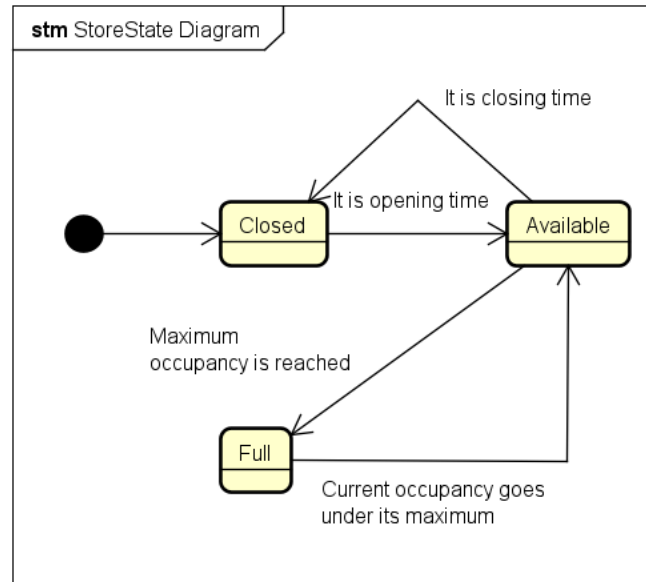 stm StoreState Diagram
It is closing time
It is opening time
Closed
Available
Maximum
occupancy is reached
Full
Current occupancy goes
under its maximum